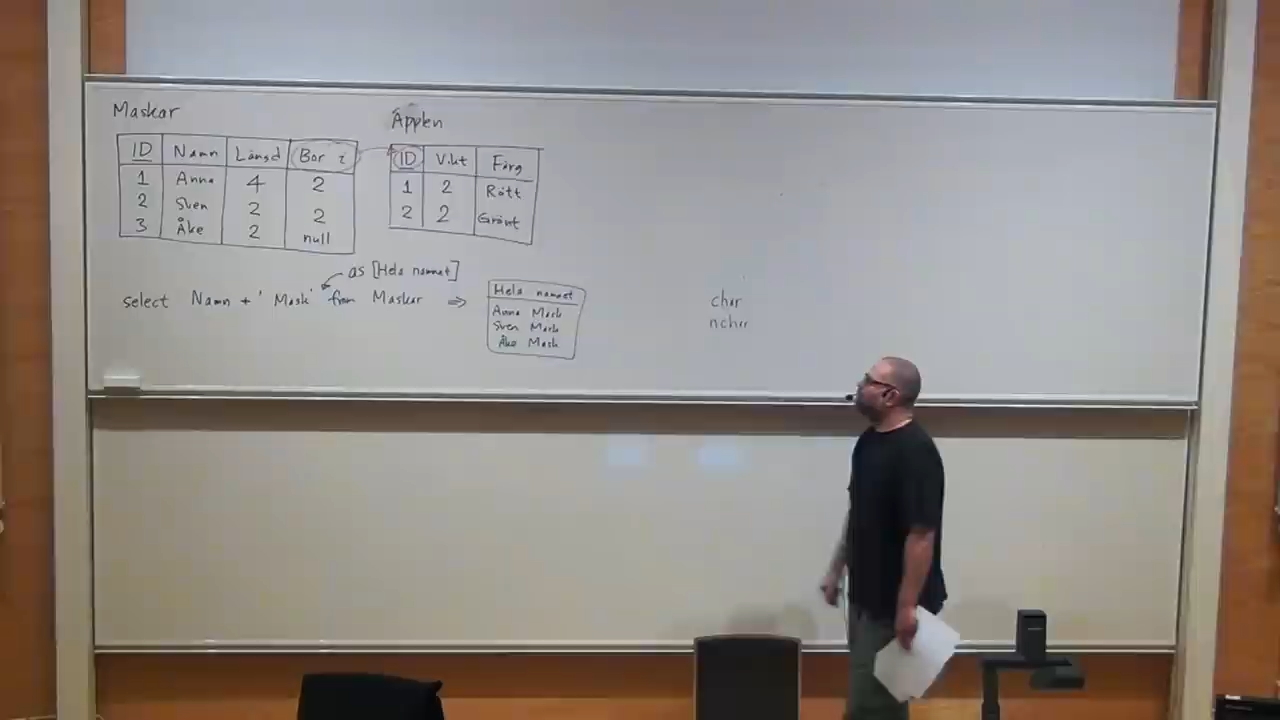 Maskar
ID Namn Längd Bor i
1 Anna 4 2
2 Sven 2 2
3 Åke 2 null
Äpplen
ID Vikt Färg
1 2 Rött
2 2 Grönt
as [Hela namnet]
select Namn + ' Mask' from Maskar ⇒
Hela namnet
Anna Mask
Sven Mask
Åke Mask
char
nchar